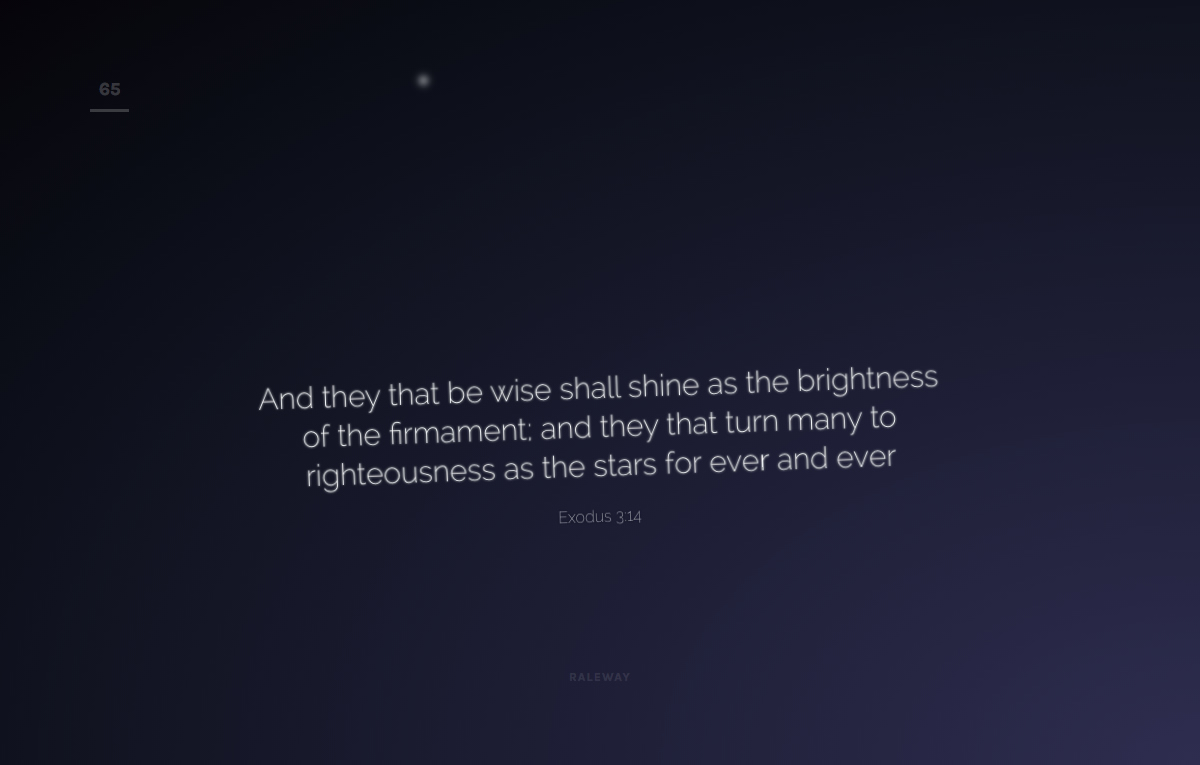 65
And they that be wise shall shine as the brightness
of the firmament; and they that turn many to
righteousness as the stars for ever and ever
Exodus 3:14
RALEWAY